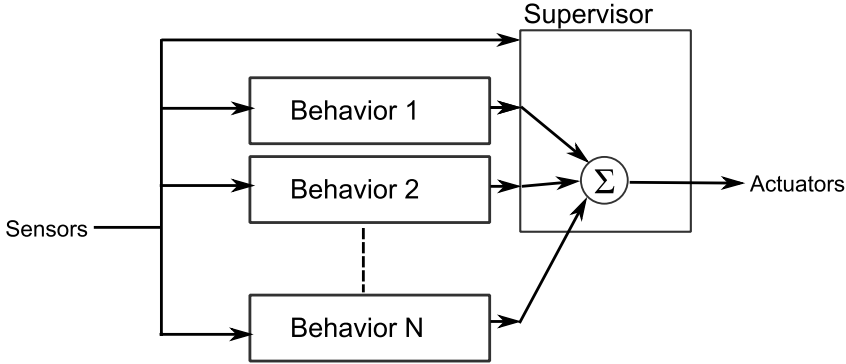 Supervisor
Behavior 1
Behavior 2
Σ
Actuators
Sensors
Behavior N